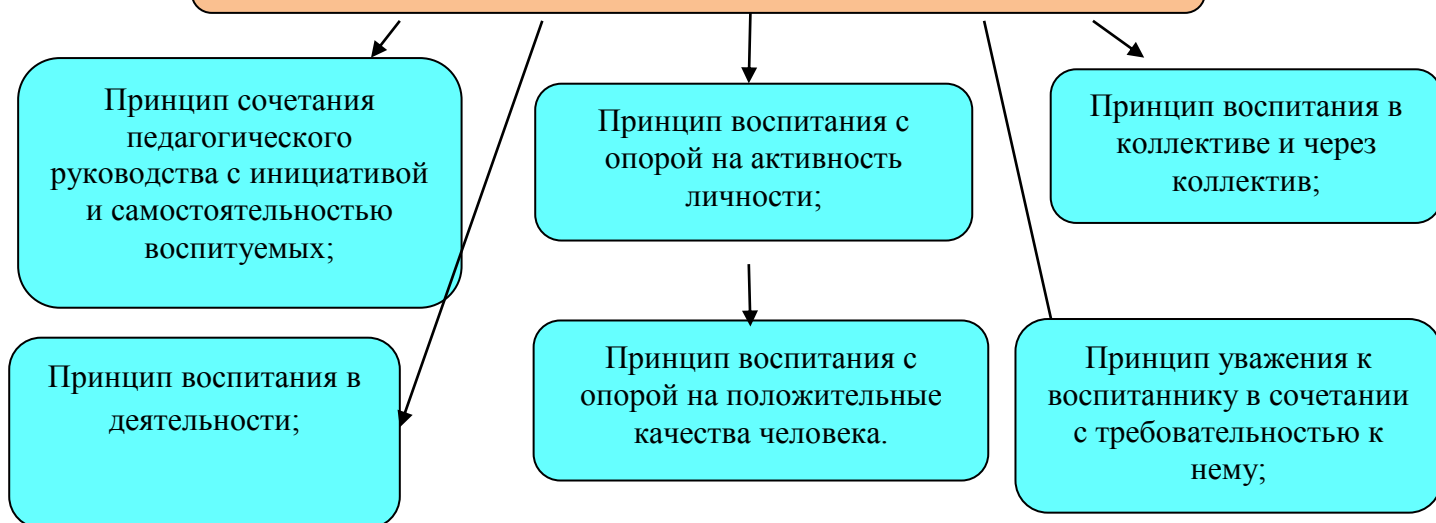 Принцип сочетания
педагогического
руководства с инициативой
и самостоятельностью
воспитуемых;
Принцип воспитания с
опорой на активность
личности;
Принцип воспитания в
коллективе и через
коллектив;
Принцип воспитания в
деятельности;
Принцип воспитания с
опорой на положительные
качества человека.
Принцип уважения к
воспитаннику в сочетании
с требовательностью к
нему;